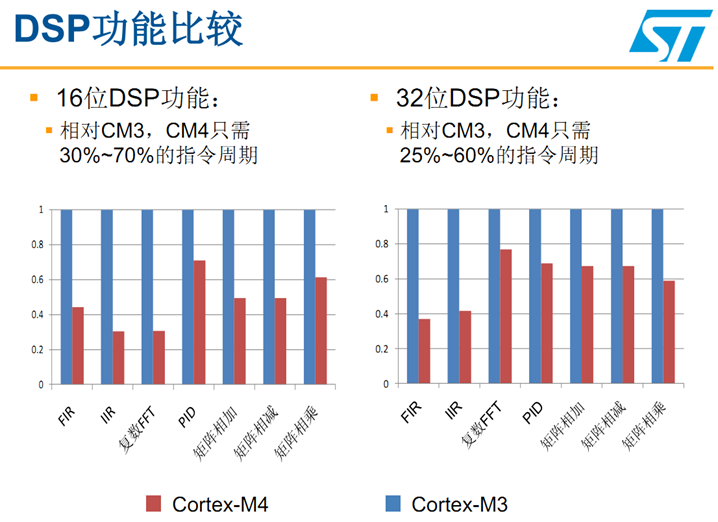 DSP功能比较
ST
16位DSP功能：
相对CM3，CM4只需
30%~70%的指令周期
1
0.8
0.6
0.4
0.2
0
FIR
IIR
复数FFT
PID
矩阵相加
矩阵相减
矩阵相乘
32位DSP功能：
相对CM3，CM4只需
25%~60%的指令周期
1
0.8
0.6
0.4
0.2
0
FIR
IIR
复数FFT
PID
矩阵相加
矩阵相减
矩阵相乘
Cortex-M4
Cortex-M3